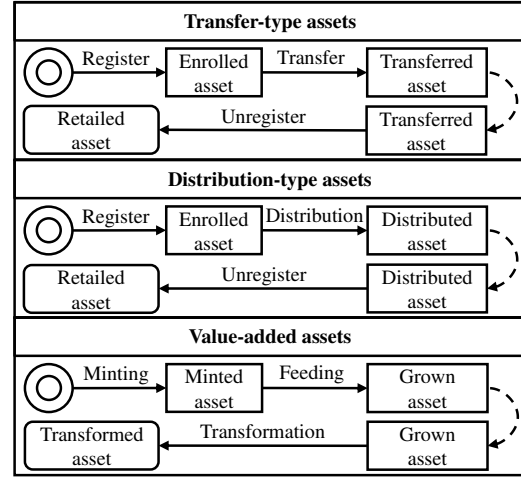 Transfer-type assets
Register
Enrolled
asset
Transfer
Transferred
asset
Retailed
asset
Unregister
Transferred
asset
Distribution-type assets
Register
Enrolled
asset
Distribution
Distributed
asset
Retailed
asset
Unregister
Distributed
asset
Value-added assets
Minting
Minted
asset
Feeding
Grown
asset
Transformed
asset
Transformation
Grown
asset